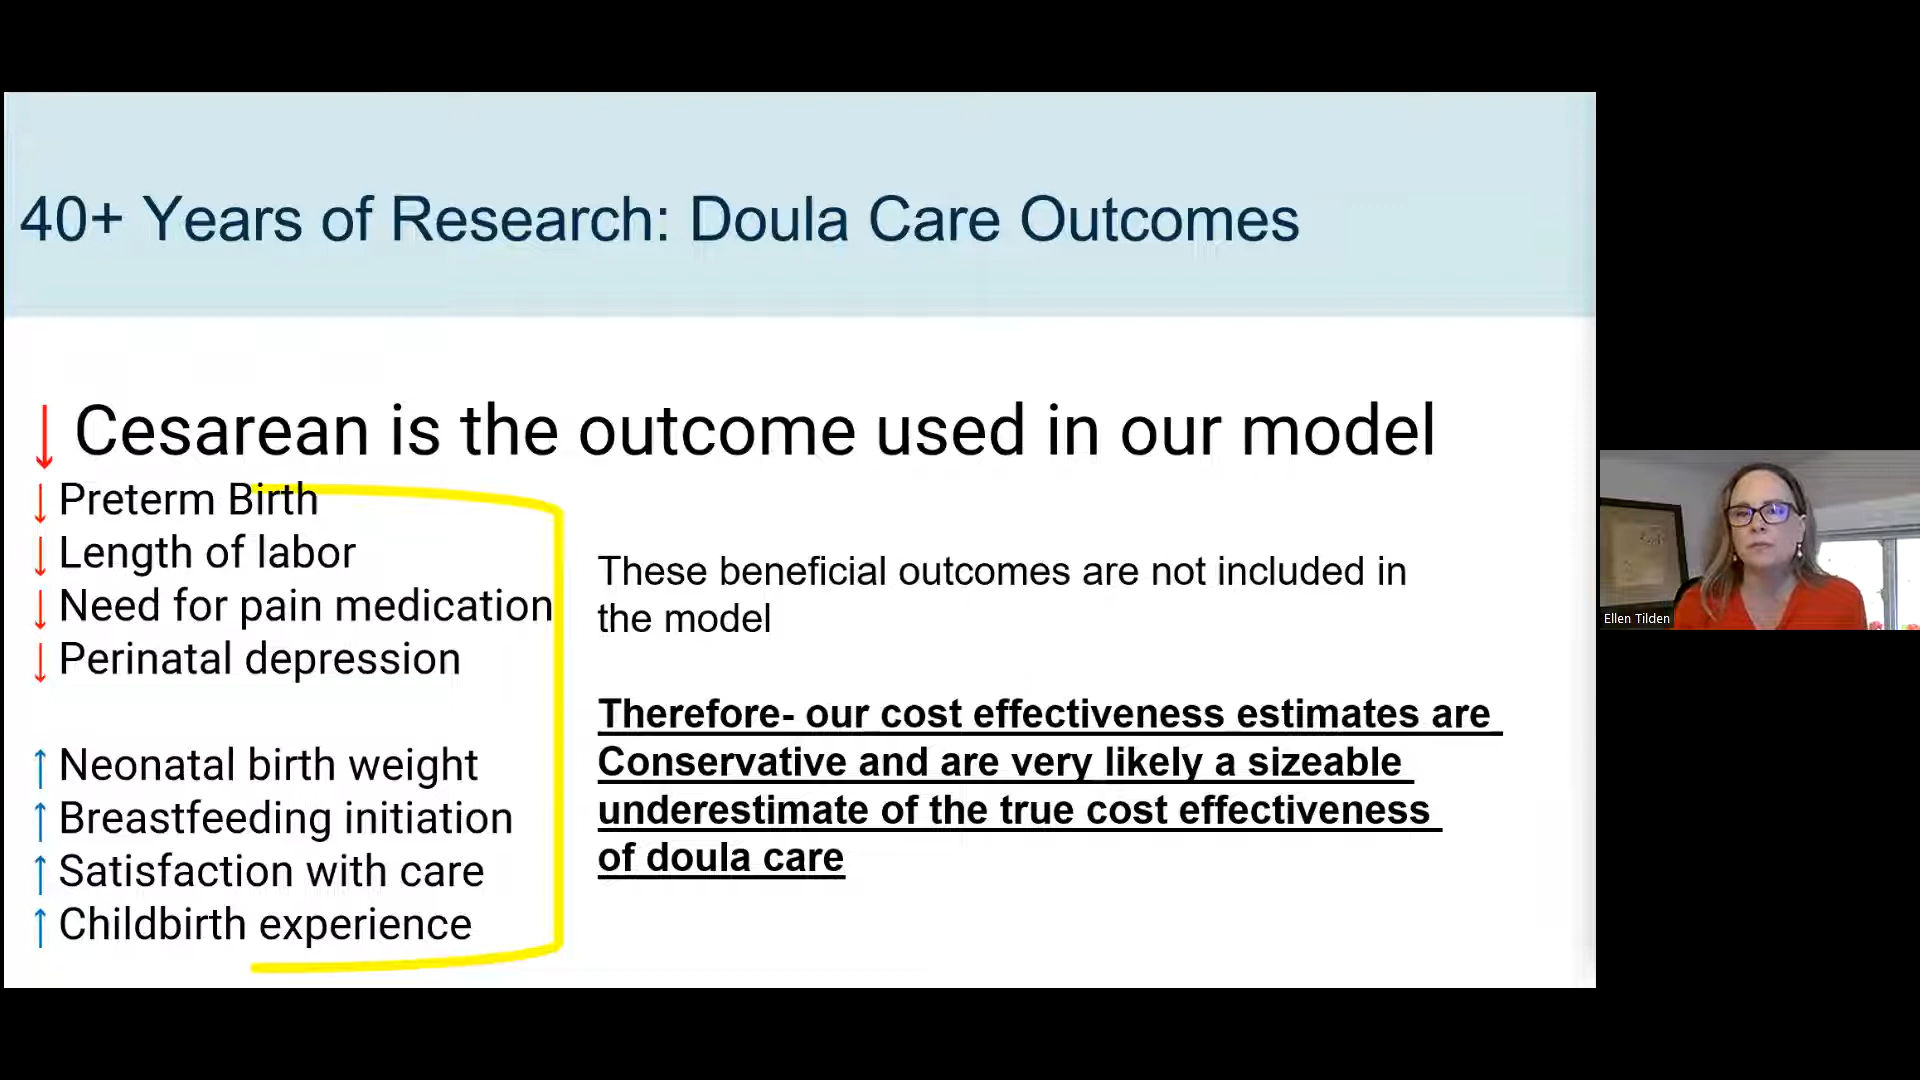 40+ Years of Research: Doula Care Outcomes
↓ Cesarean is the outcome used in our model
↓ Preterm Birth
↓ Length of labor
↓ Need for pain medication
↓ Perinatal depression
↑ Neonatal birth weight
↑ Breastfeeding initiation
↑ Satisfaction with care
↑ Childbirth experience
These beneficial outcomes are not included in
the model
Therefore- our cost effectiveness estimates are
Conservative and are very likely a sizeable
underestimate of the true cost effectiveness
of doula care
Ellen Tilden